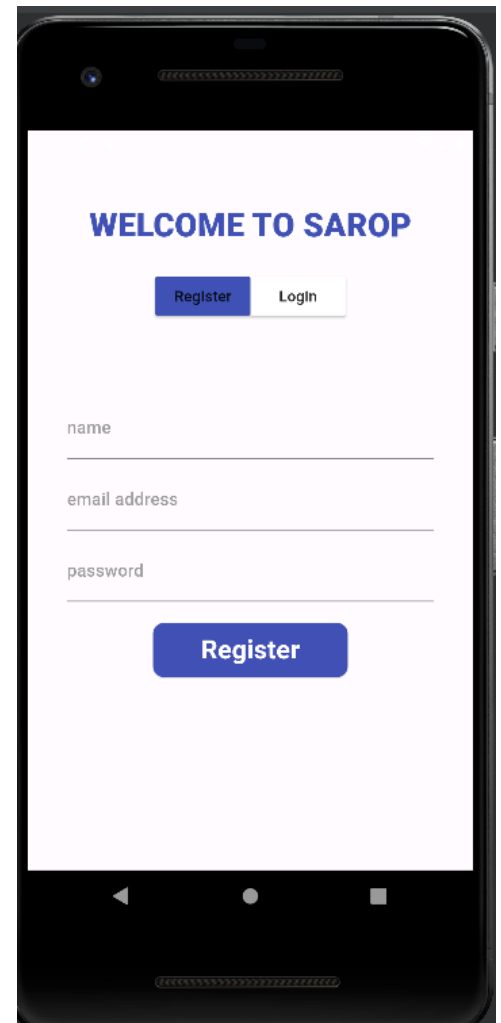 WELCOME TO SAROP
Register Login
name
email address
password
Register